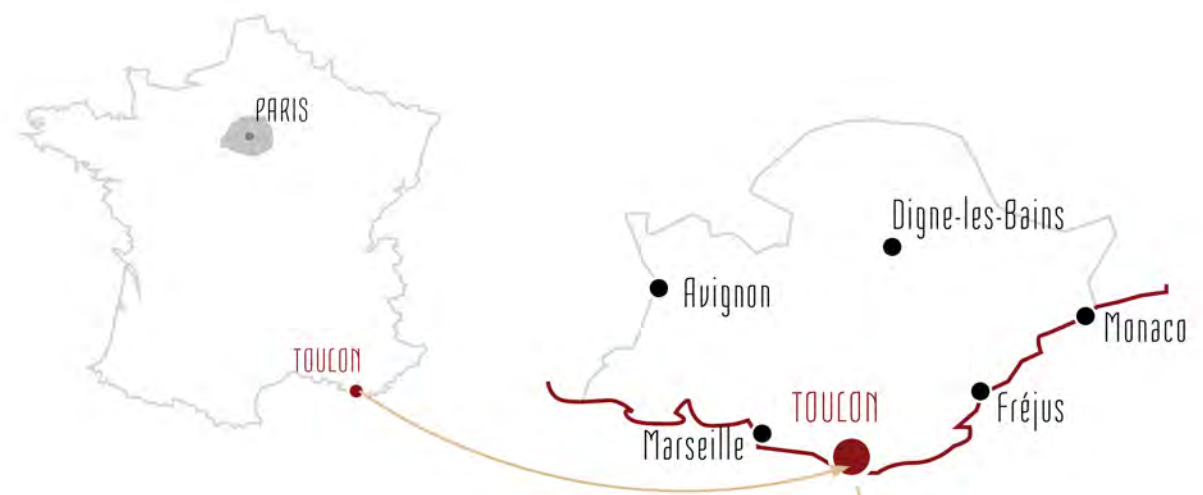 PARIS
TOULON
Digne-les-Bains
Avignon
Monaco
TOULON
Fréjus
Marseille